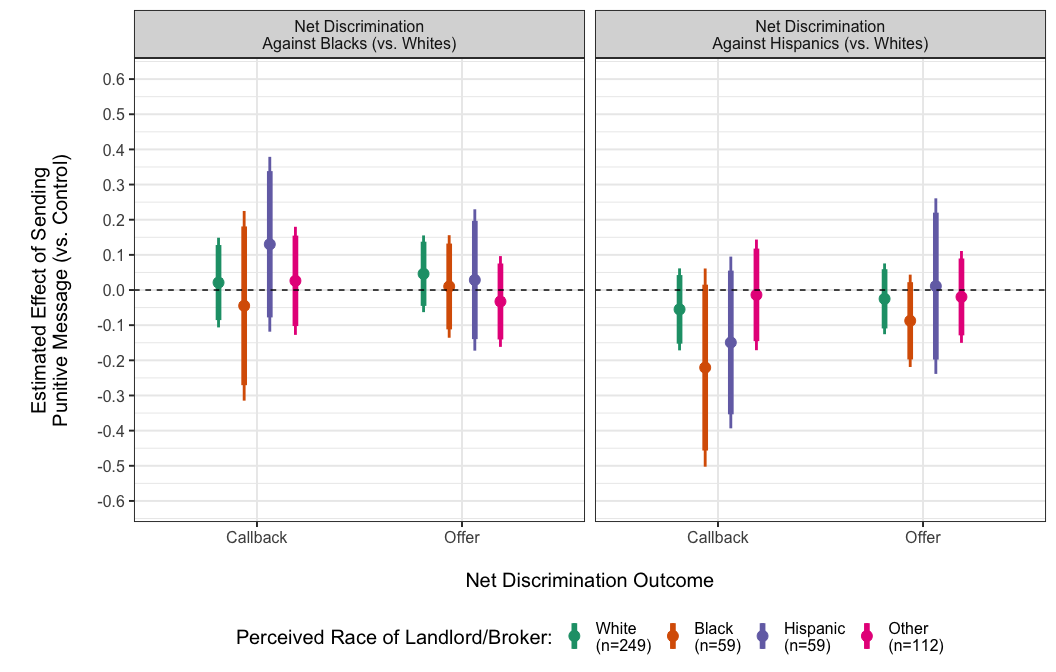 Net Discrimination
Against Blacks (vs. Whites)
Net Discrimination
Against Hispanics (vs. Whites)
Estimated Effect of Sending
Punitive Message (vs. Control)
0.6
0.5
0.4
0.3
0.2
0.1
0.0
-0.1
-0.2
-0.3
-0.4
-0.5
-0.6
Callback
Offer
Callback
Offer
Net Discrimination Outcome
Perceived Race of Landlord/Broker:
White
(n=249)
Black
(n=59)
Hispanic
(n=59)
Other
(n=112)